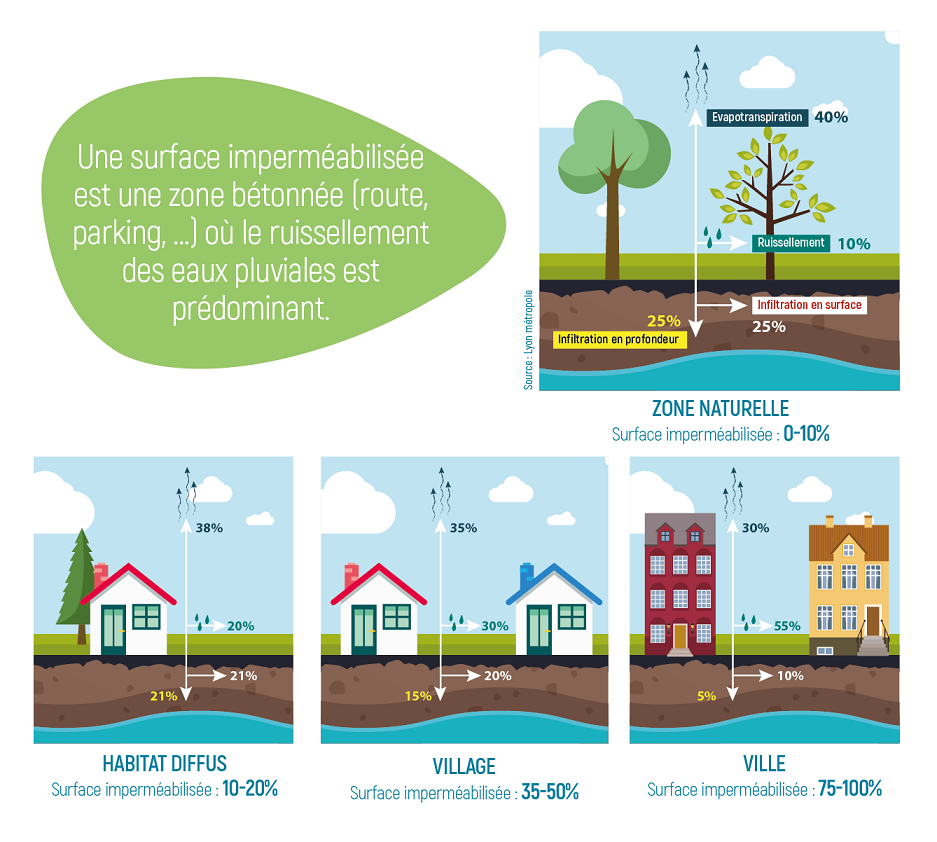 Une surface imperméabilisée
est une zone bétonnée (route,
parking, ...) où le ruissellement
des eaux pluviales est
prédominant.
Evapotranspiration 40%
Ruissellement 10%
Infiltration en surface
25%
25%
Infiltration en profondeur
Source : Lyon métropole
ZONE NATURELLE
Surface imperméabilisée : 0-10%
38%
20%
21%
21%
HABITAT DIFFUS
Surface imperméabilisée : 10-20%
35%
30%
20%
15%
VILLAGE
Surface imperméabilisée : 35-50%
30%
55%
10%
5%
VILLE
Surface imperméabilisée : 75-100%